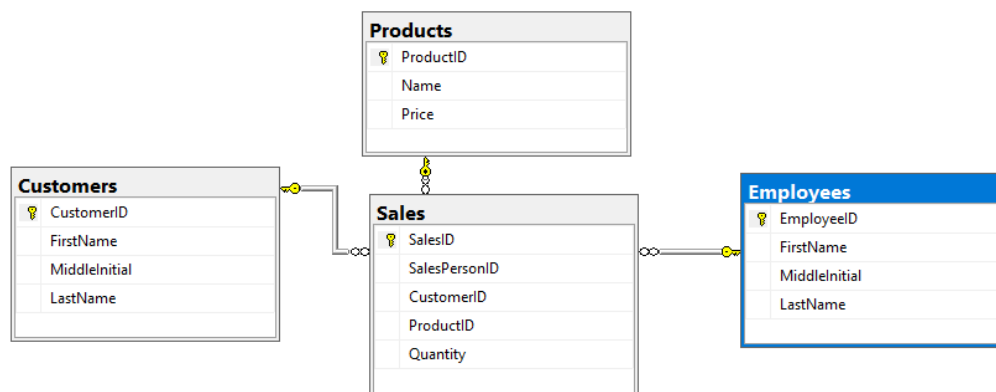 Products
ProductID
Name
Price
Customers
CustomerID
FirstName
MiddleInitial
LastName
Sales
SalesID
SalesPersonID
CustomerID
ProductID
Quantity
Employees
EmployeeID
FirstName
MiddleInitial
LastName